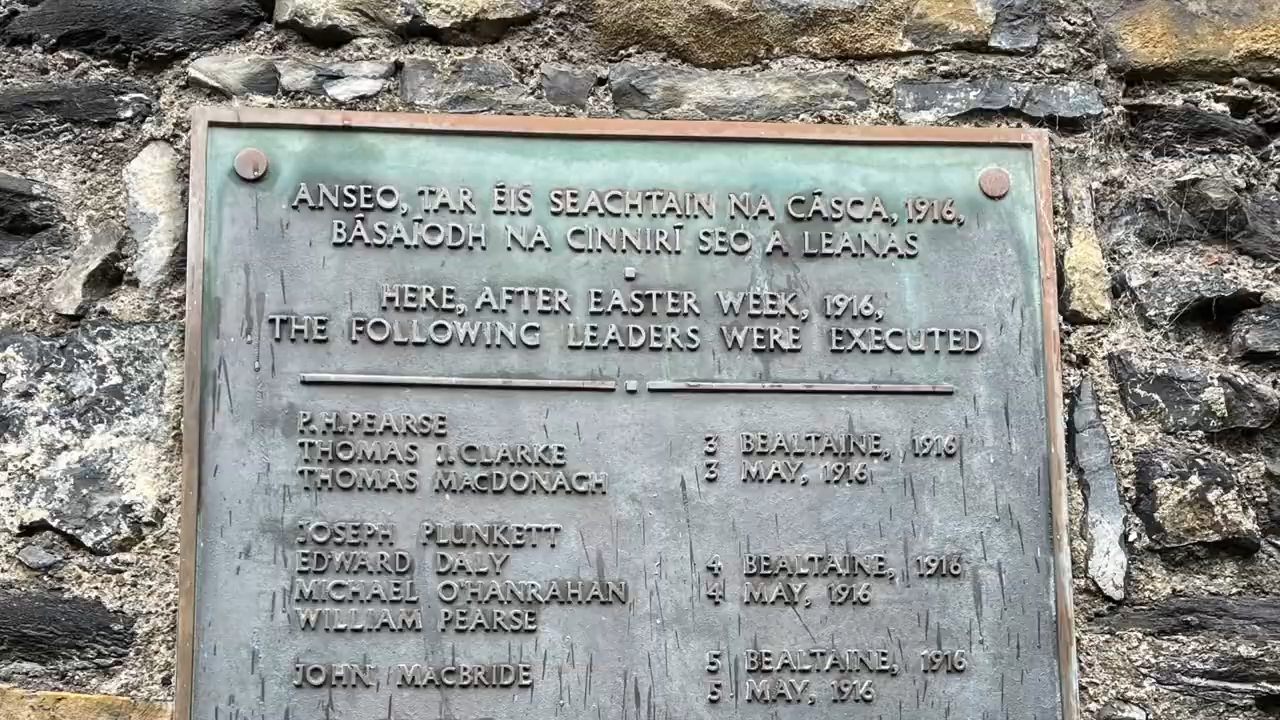 ANSEO, TAR ÉIS SEACHTAIN NA CÁSCA, 1916,
BÁSAÍODH NA CINNIRÍ SEO A LEANAS
HERE, AFTER EASTER WEEK, 1916,
THE FOLLOWING LEADERS WERE EXECUTED
P. H. PEARSE
THOMAS J. CLARKE 3 BEALTAINE, 1916
THOMAS MACDONAGH 3 MAY, 1916
JOSEPH PLUNKETT
EDWARD DALY 4 BEALTAINE, 1916
MICHAEL O'HANRAHAN 4 MAY, 1916
WILLIAM PEARSE
JOHN MACBRIDE 5 BEALTAINE, 1916
5 MAY, 1916